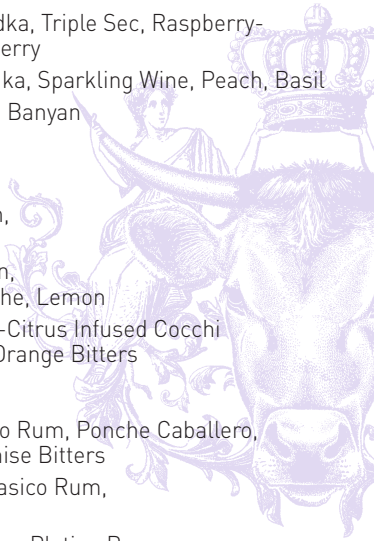 dka, Triple Sec, Raspberry-
erry
ka, Sparkling Wine, Peach, Basil
Banyan
n,
n,
he, Lemon
-Citrus Infused Cocchi
Orange Bitters
o Rum, Ponche Caballero,
nise Bitters
asico Rum,